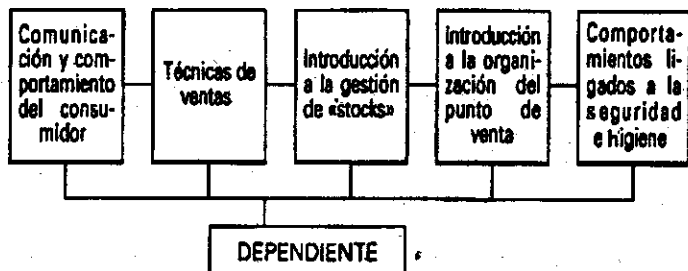 Comunica-
ción y com-
portamiento
del consu-
midor
Técnicas de
ventas
Introducción
a la gestión
de «stocks»
Introducción
a la organi-
zación del
punto de
venta
Comporta-
mientos li-
gados a la
seguridad
e higiene
DEPENDIENTE